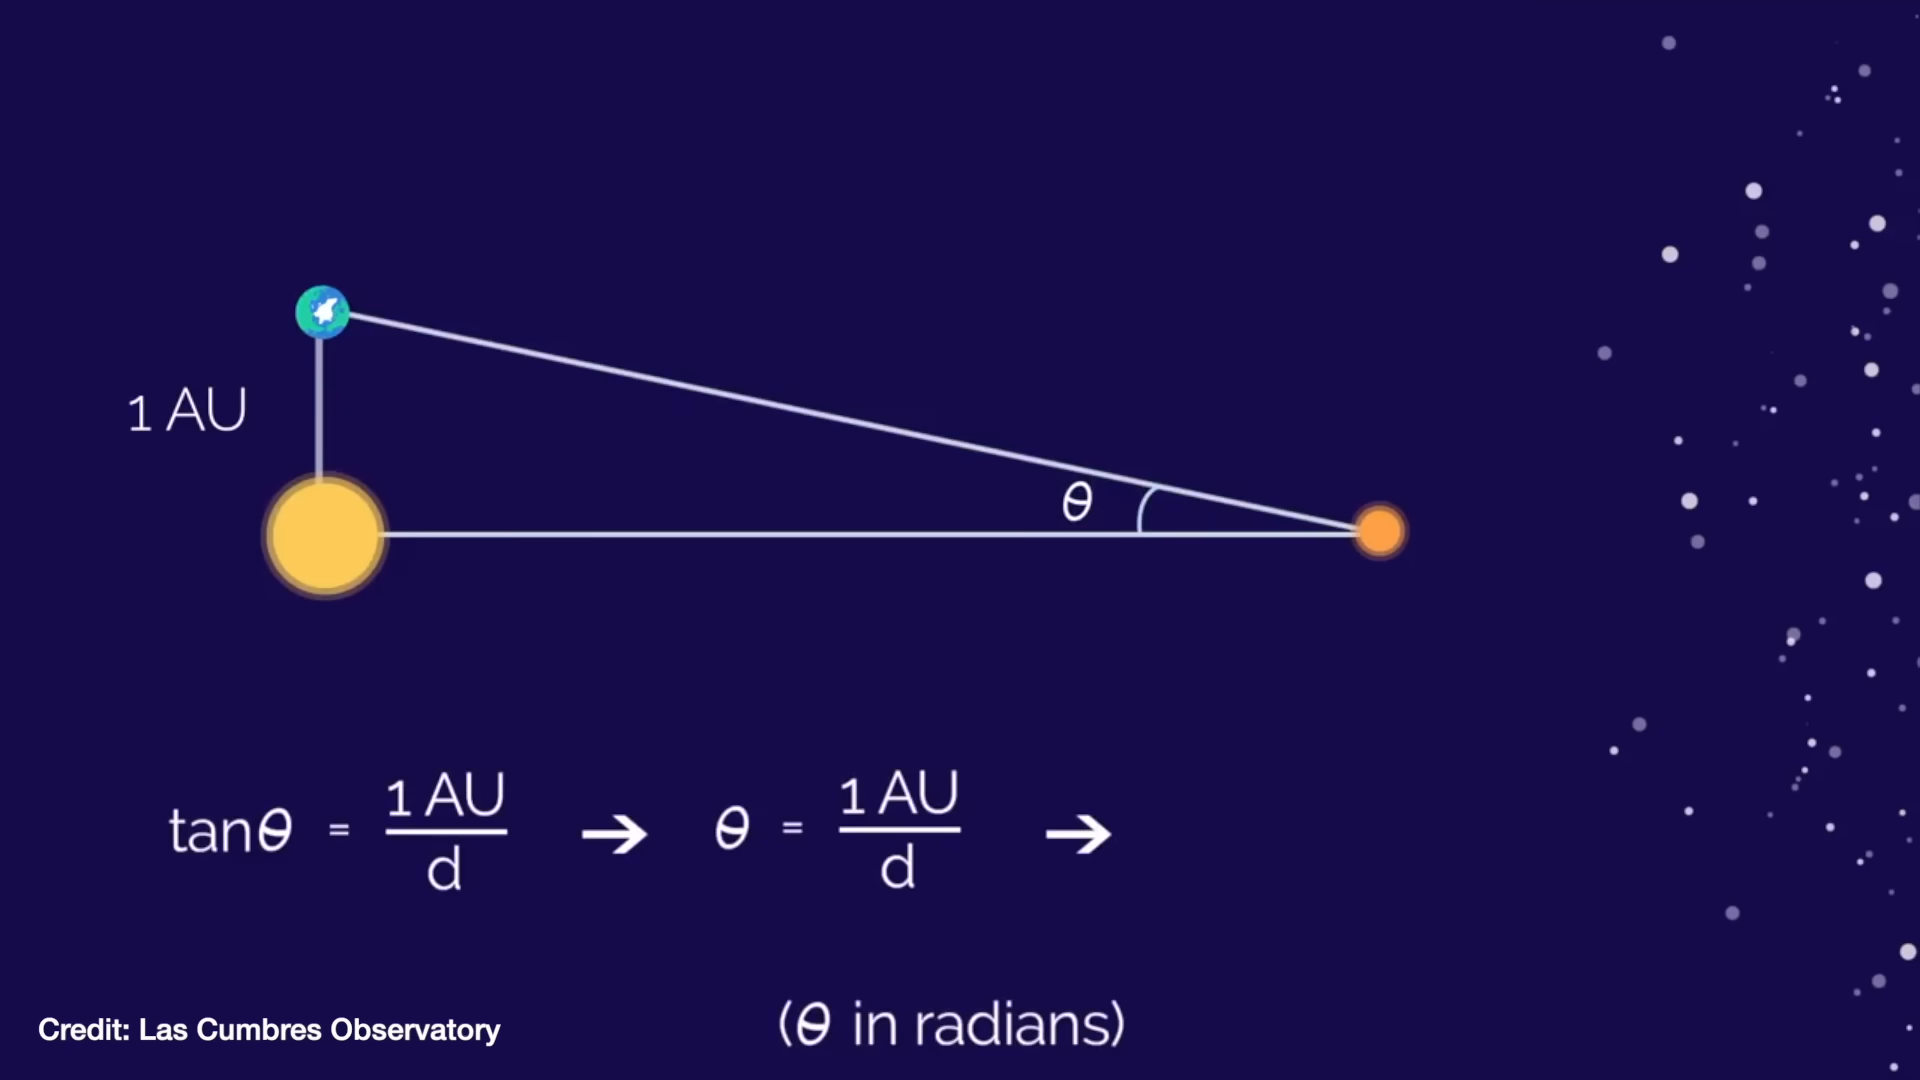 1 AU
θ
tanθ = 1 AU / d → θ = 1 AU / d →
(θ in radians)
Credit: Las Cumbres Observatory